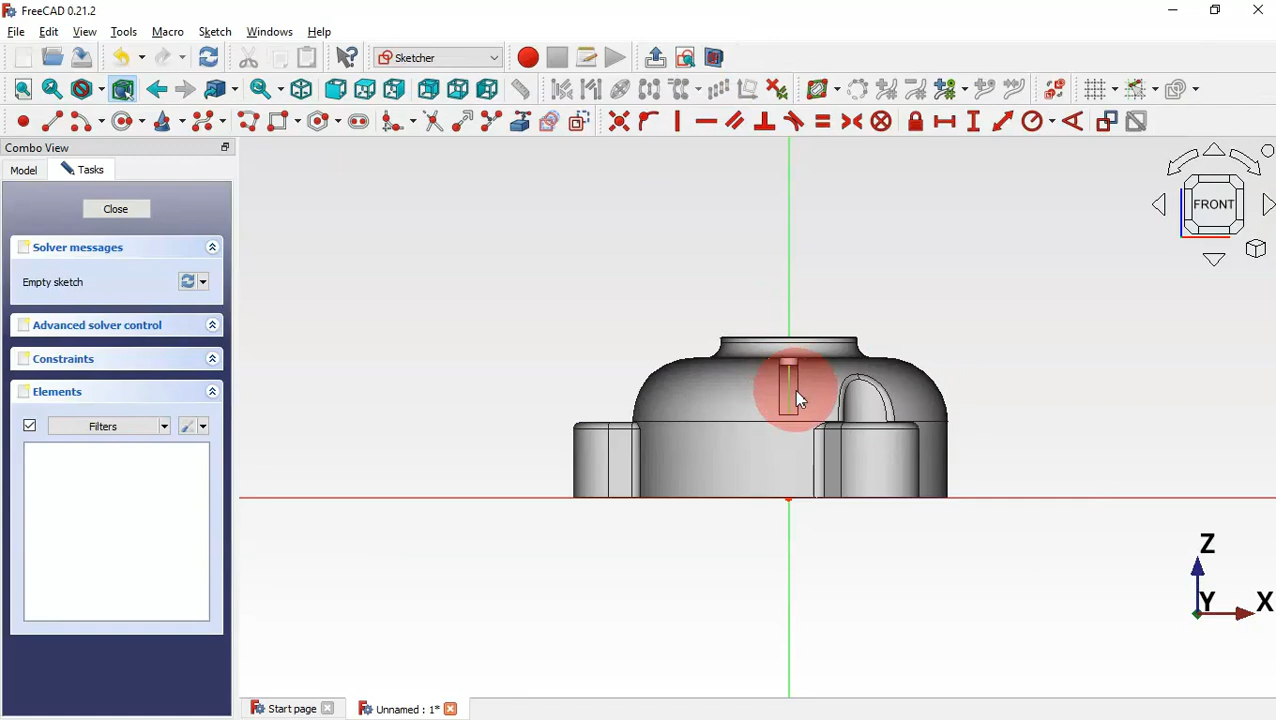 FreeCAD 0.21.2
File Edit View Tools Macro Sketch Windows Help
Sketcher
Combo View
Model Tasks
Close
Solver messages
Empty sketch
Advanced solver control
Constraints
Elements
Filters
FRONT
Z
Y
X
Start page
Unnamed : 1*